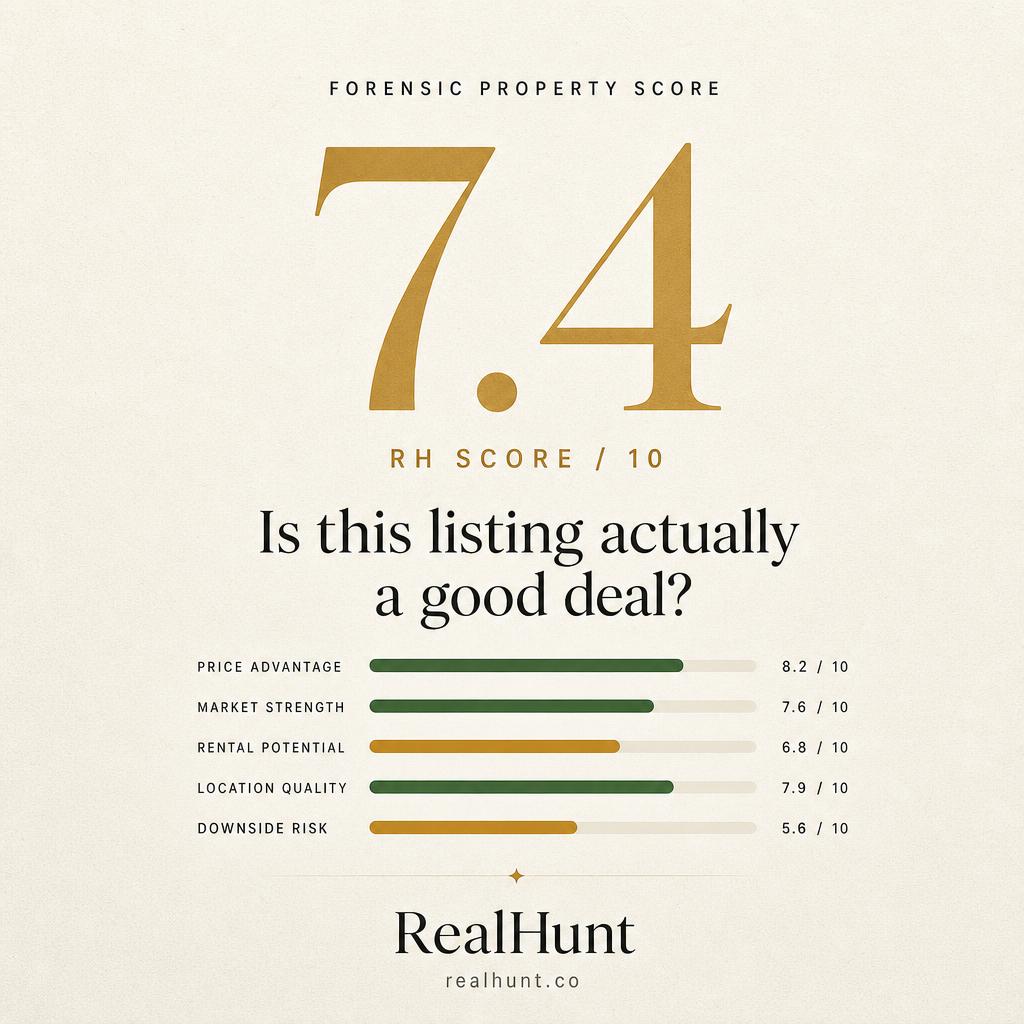 FORENSIC PROPERTY SCORE
7.4
RH SCORE / 10
Is this listing actually
a good deal?
PRICE ADVANTAGE 8.2 / 10
MARKET STRENGTH 7.6 / 10
RENTAL POTENTIAL 6.8 / 10
LOCATION QUALITY 7.9 / 10
DOWNSIDE RISK 5.6 / 10
RealHunt
realhunt.co